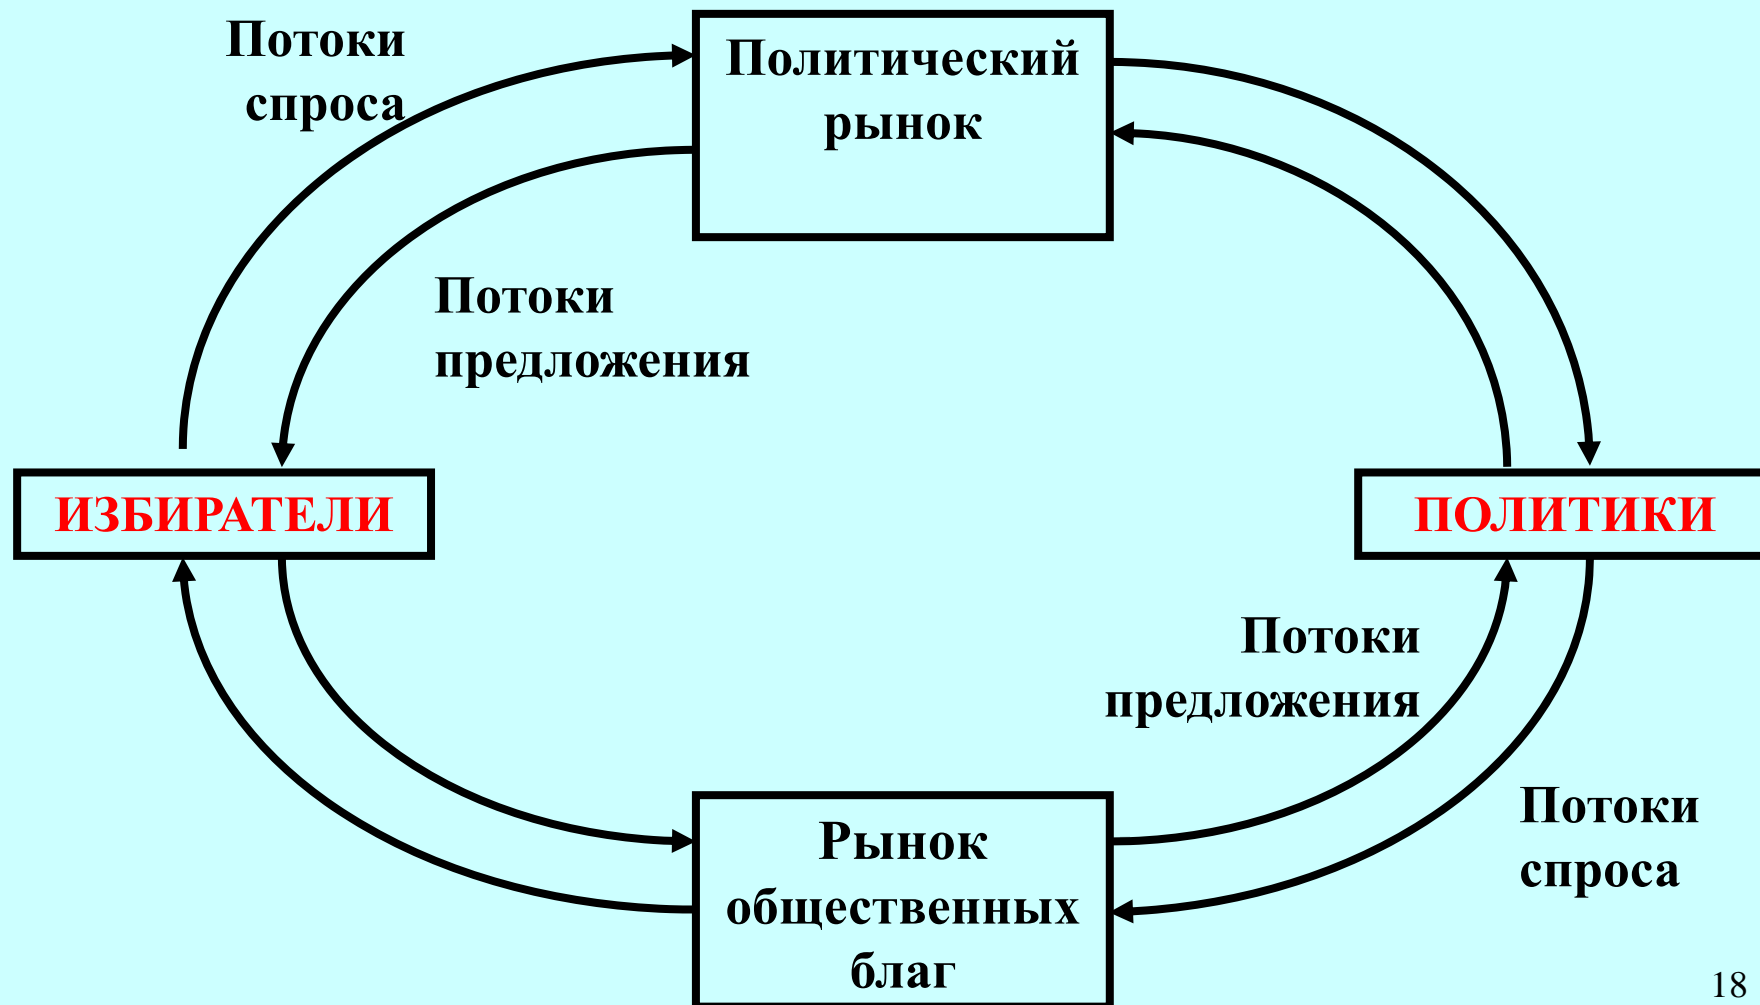 Потоки
спроса
Политический
рынок
Потоки
предложения
ИЗБИРАТЕЛИ
ПОЛИТИКИ
Потоки
предложения
Потоки
спроса
Рынок
общественных
благ
18